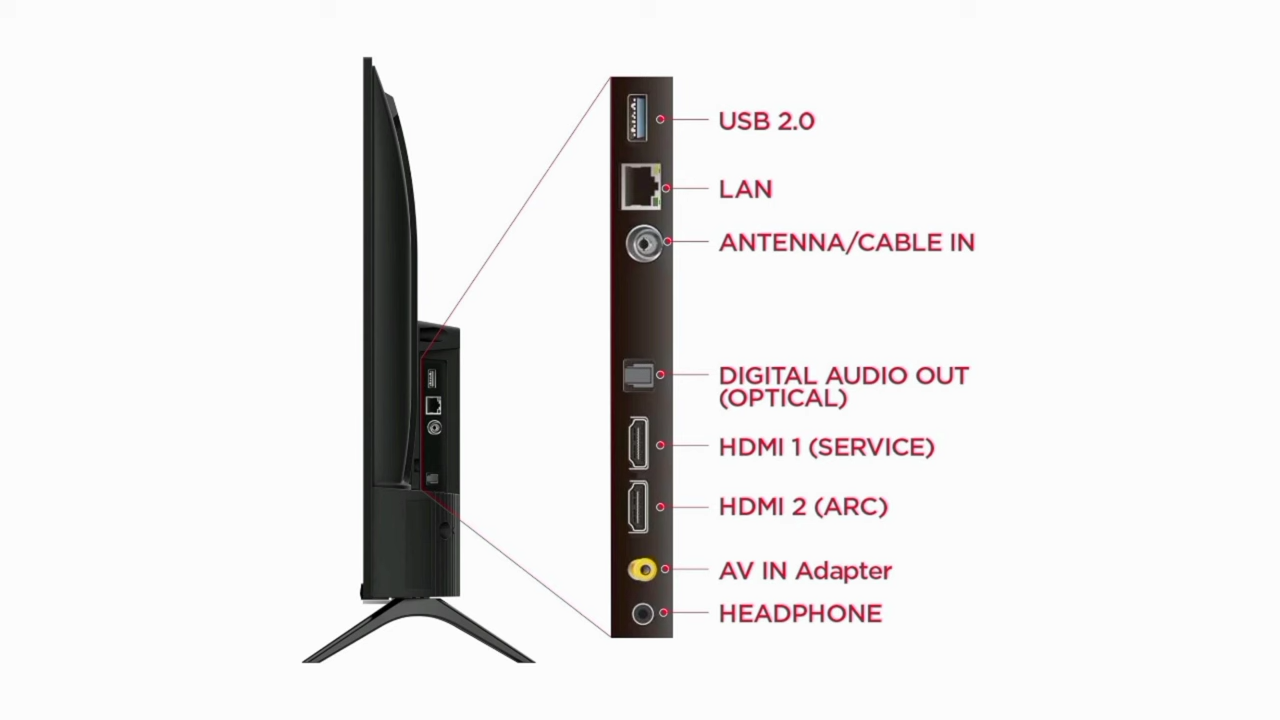 USB 2.0
LAN
ANTENNA/CABLE IN
DIGITAL AUDIO OUT
(OPTICAL)
HDMI 1 (SERVICE)
HDMI 2 (ARC)
AV IN Adapter
HEADPHONE